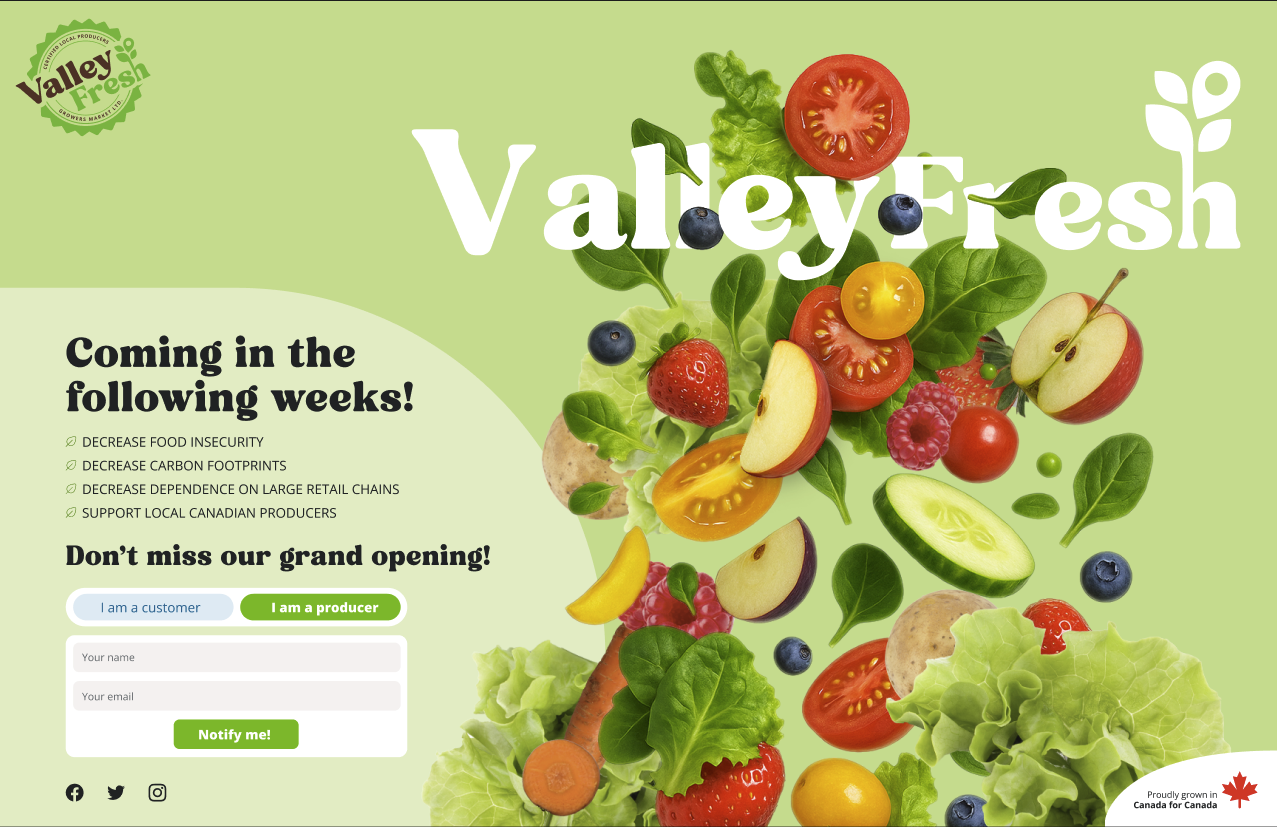 CERTIFIED LOCAL PRODUCERS
Valley
Fresh
GROWERS MARKET LTD
ValleyFresh
Coming in the
following weeks!
DECREASE FOOD INSECURITY
DECREASE CARBON FOOTPRINTS
DECREASE DEPENDENCE ON LARGE RETAIL CHAINS
SUPPORT LOCAL CANADIAN PRODUCERS
Don’t miss our grand opening!
I am a customer
I am a producer
Your name
Your email
Notify me!
Proudly grown in
Canada for Canada